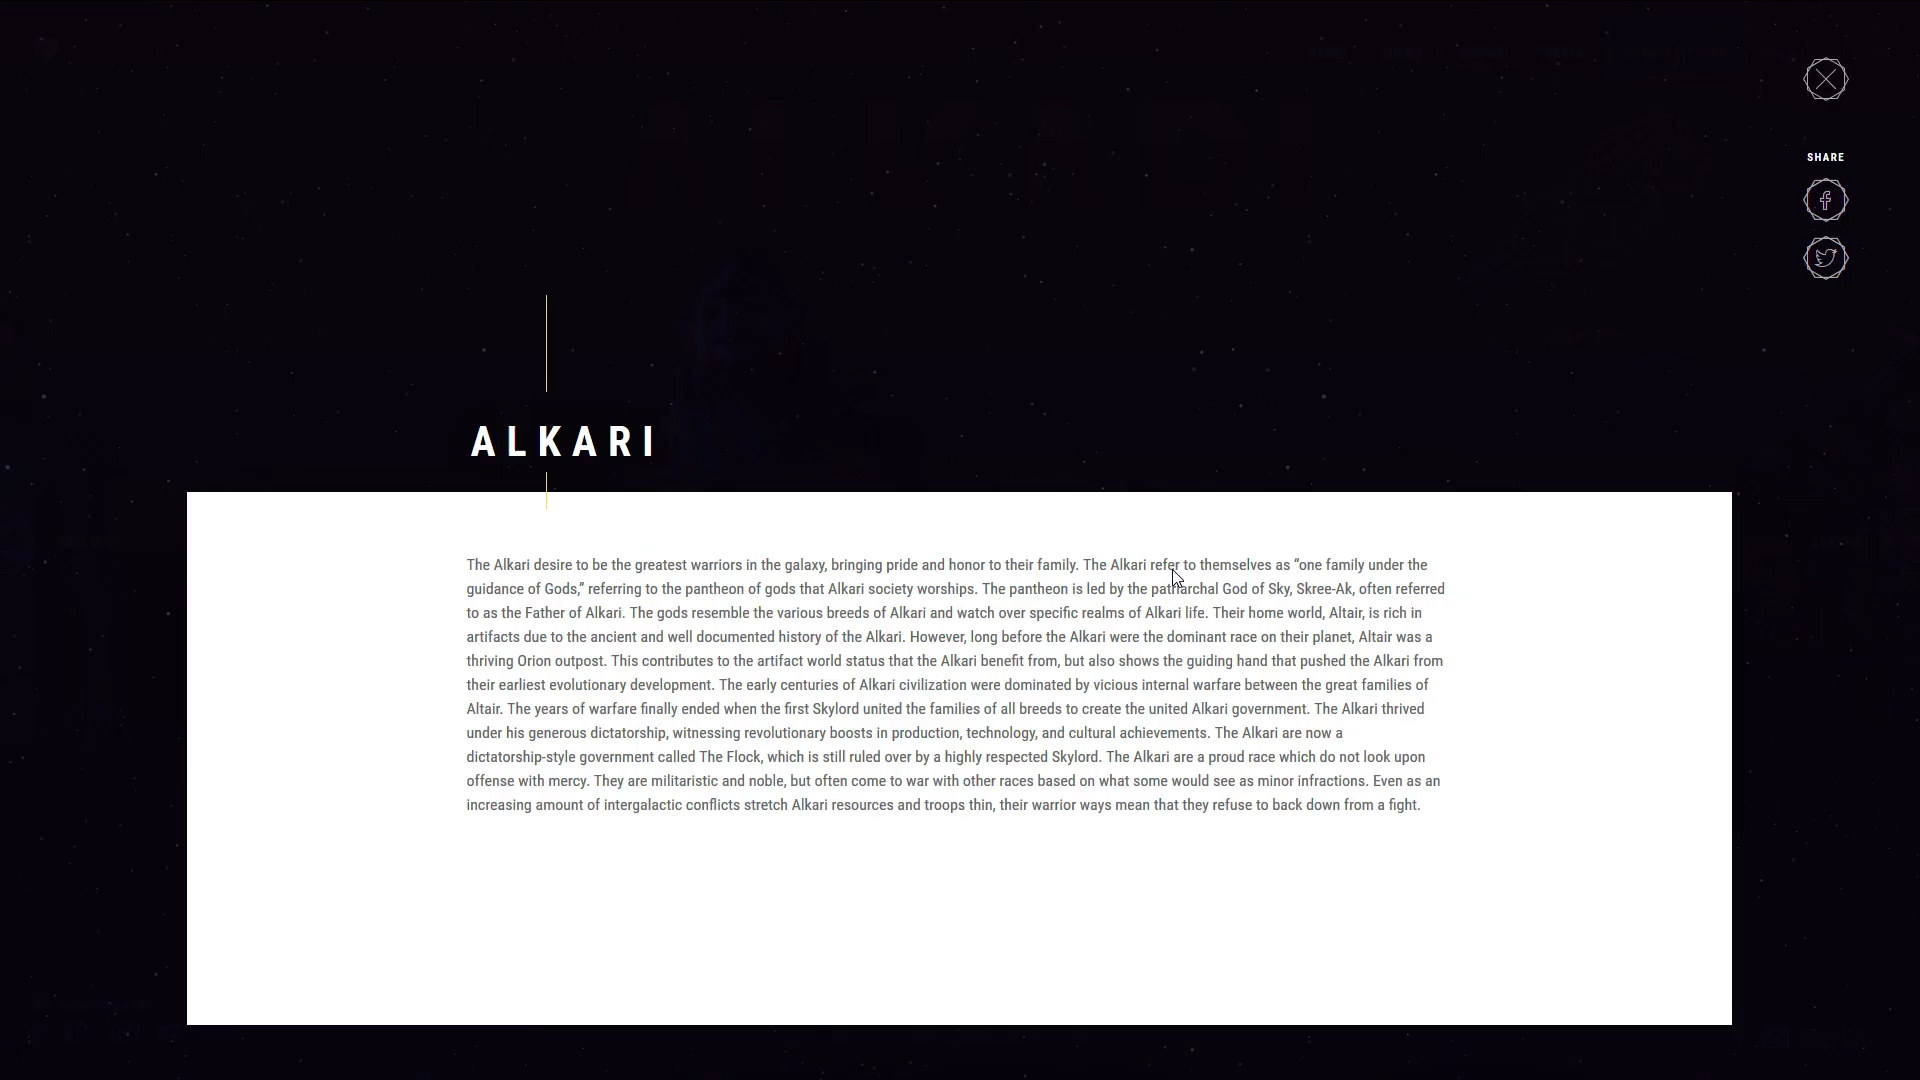 SHARE
ALKARI
The Alkari desire to be the greatest warriors in the galaxy, bringing pride and honor to their family. The Alkari refer to themselves as “one family under the
guidance of Gods,” referring to the pantheon of gods that Alkari society worships. The pantheon is led by the patriarchal God of Sky, Skree-Ak, often referred
to as the Father of Alkari. The gods resemble the various breeds of Alkari and watch over specific realms of Alkari life. Their home world, Altair, is rich in
artifacts due to the ancient and well documented history of the Alkari. However, long before the Alkari were the dominant race on their planet, Altair was a
thriving Orion outpost. This contributes to the artifact world status that the Alkari benefit from, but also shows the guiding hand that pushed the Alkari from
their earliest evolutionary development. The early centuries of Alkari civilization were dominated by vicious internal warfare between the great families of
Altair. The years of warfare finally ended when the first Skylord united the families of all breeds to create the united Alkari government. The Alkari thrived
under his generous dictatorship, witnessing revolutionary boosts in production, technology, and cultural achievements. The Alkari are now a
dictatorship-style government called The Flock, which is still ruled over by a highly respected Skylord. The Alkari are a proud race which do not look upon
offense with mercy. They are militaristic and noble, but often come to war with other races based on what some would see as minor infractions. Even as an
increasing amount of intergalactic conflicts stretch Alkari resources and troops thin, their warrior ways mean that they refuse to back down from a fight.